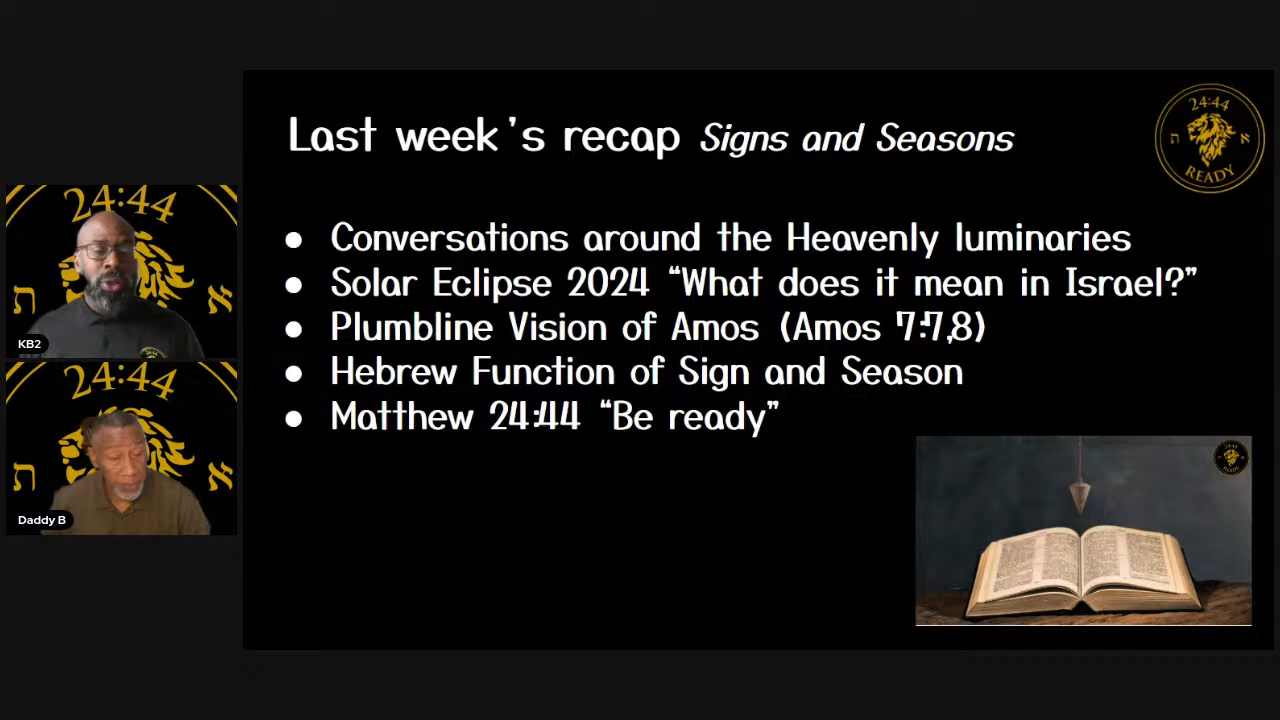 Last week's recap Signs and Seasons
24:44
ת
א
READY
● Conversations around the Heavenly luminaries
● Solar Eclipse 2024 “What does it mean in Israel?”
● Plumbline Vision of Amos (Amos 7:7,8)
● Hebrew Function of Sign and Season
● Matthew 24:44 “Be ready”
24:44
ת
א
KB2
24:44
ת
א
Daddy B